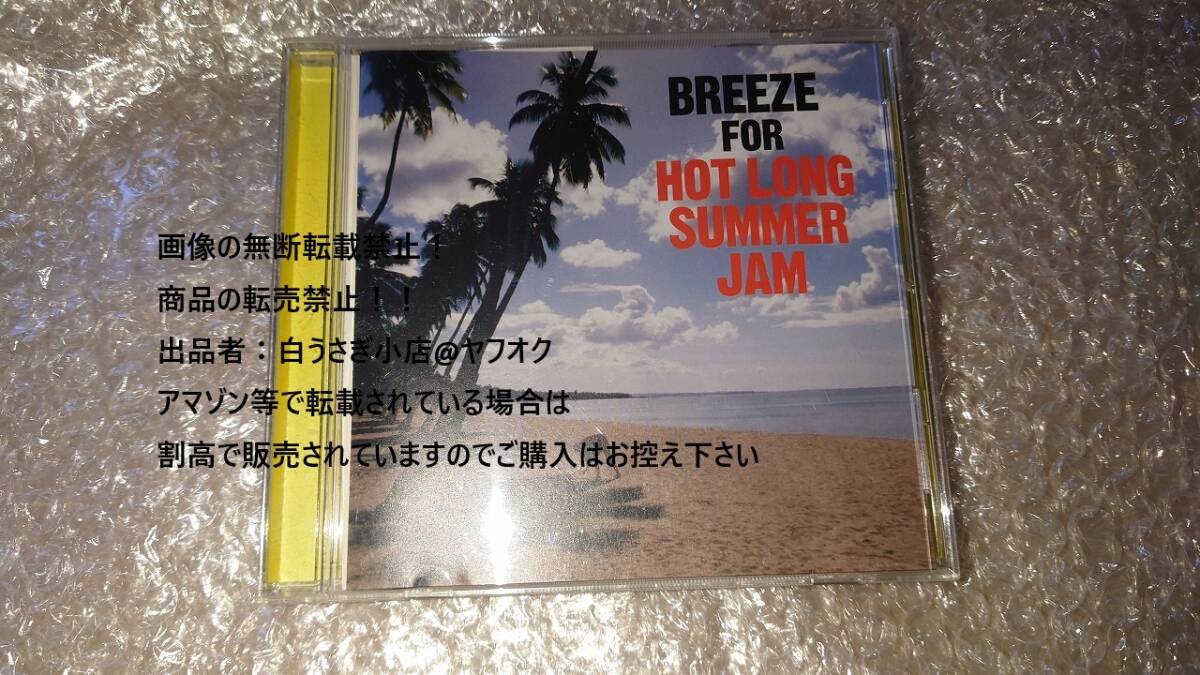 BREEZE
FOR
HOT LONG
SUMMER
JAM
画像の無断転載禁止!
商品の転売禁止!!
出品者:白うさぎ小店@ヤフオク
アマゾン等で転載されている場合は
割高で販売されていますのでご購入はお控え下さい